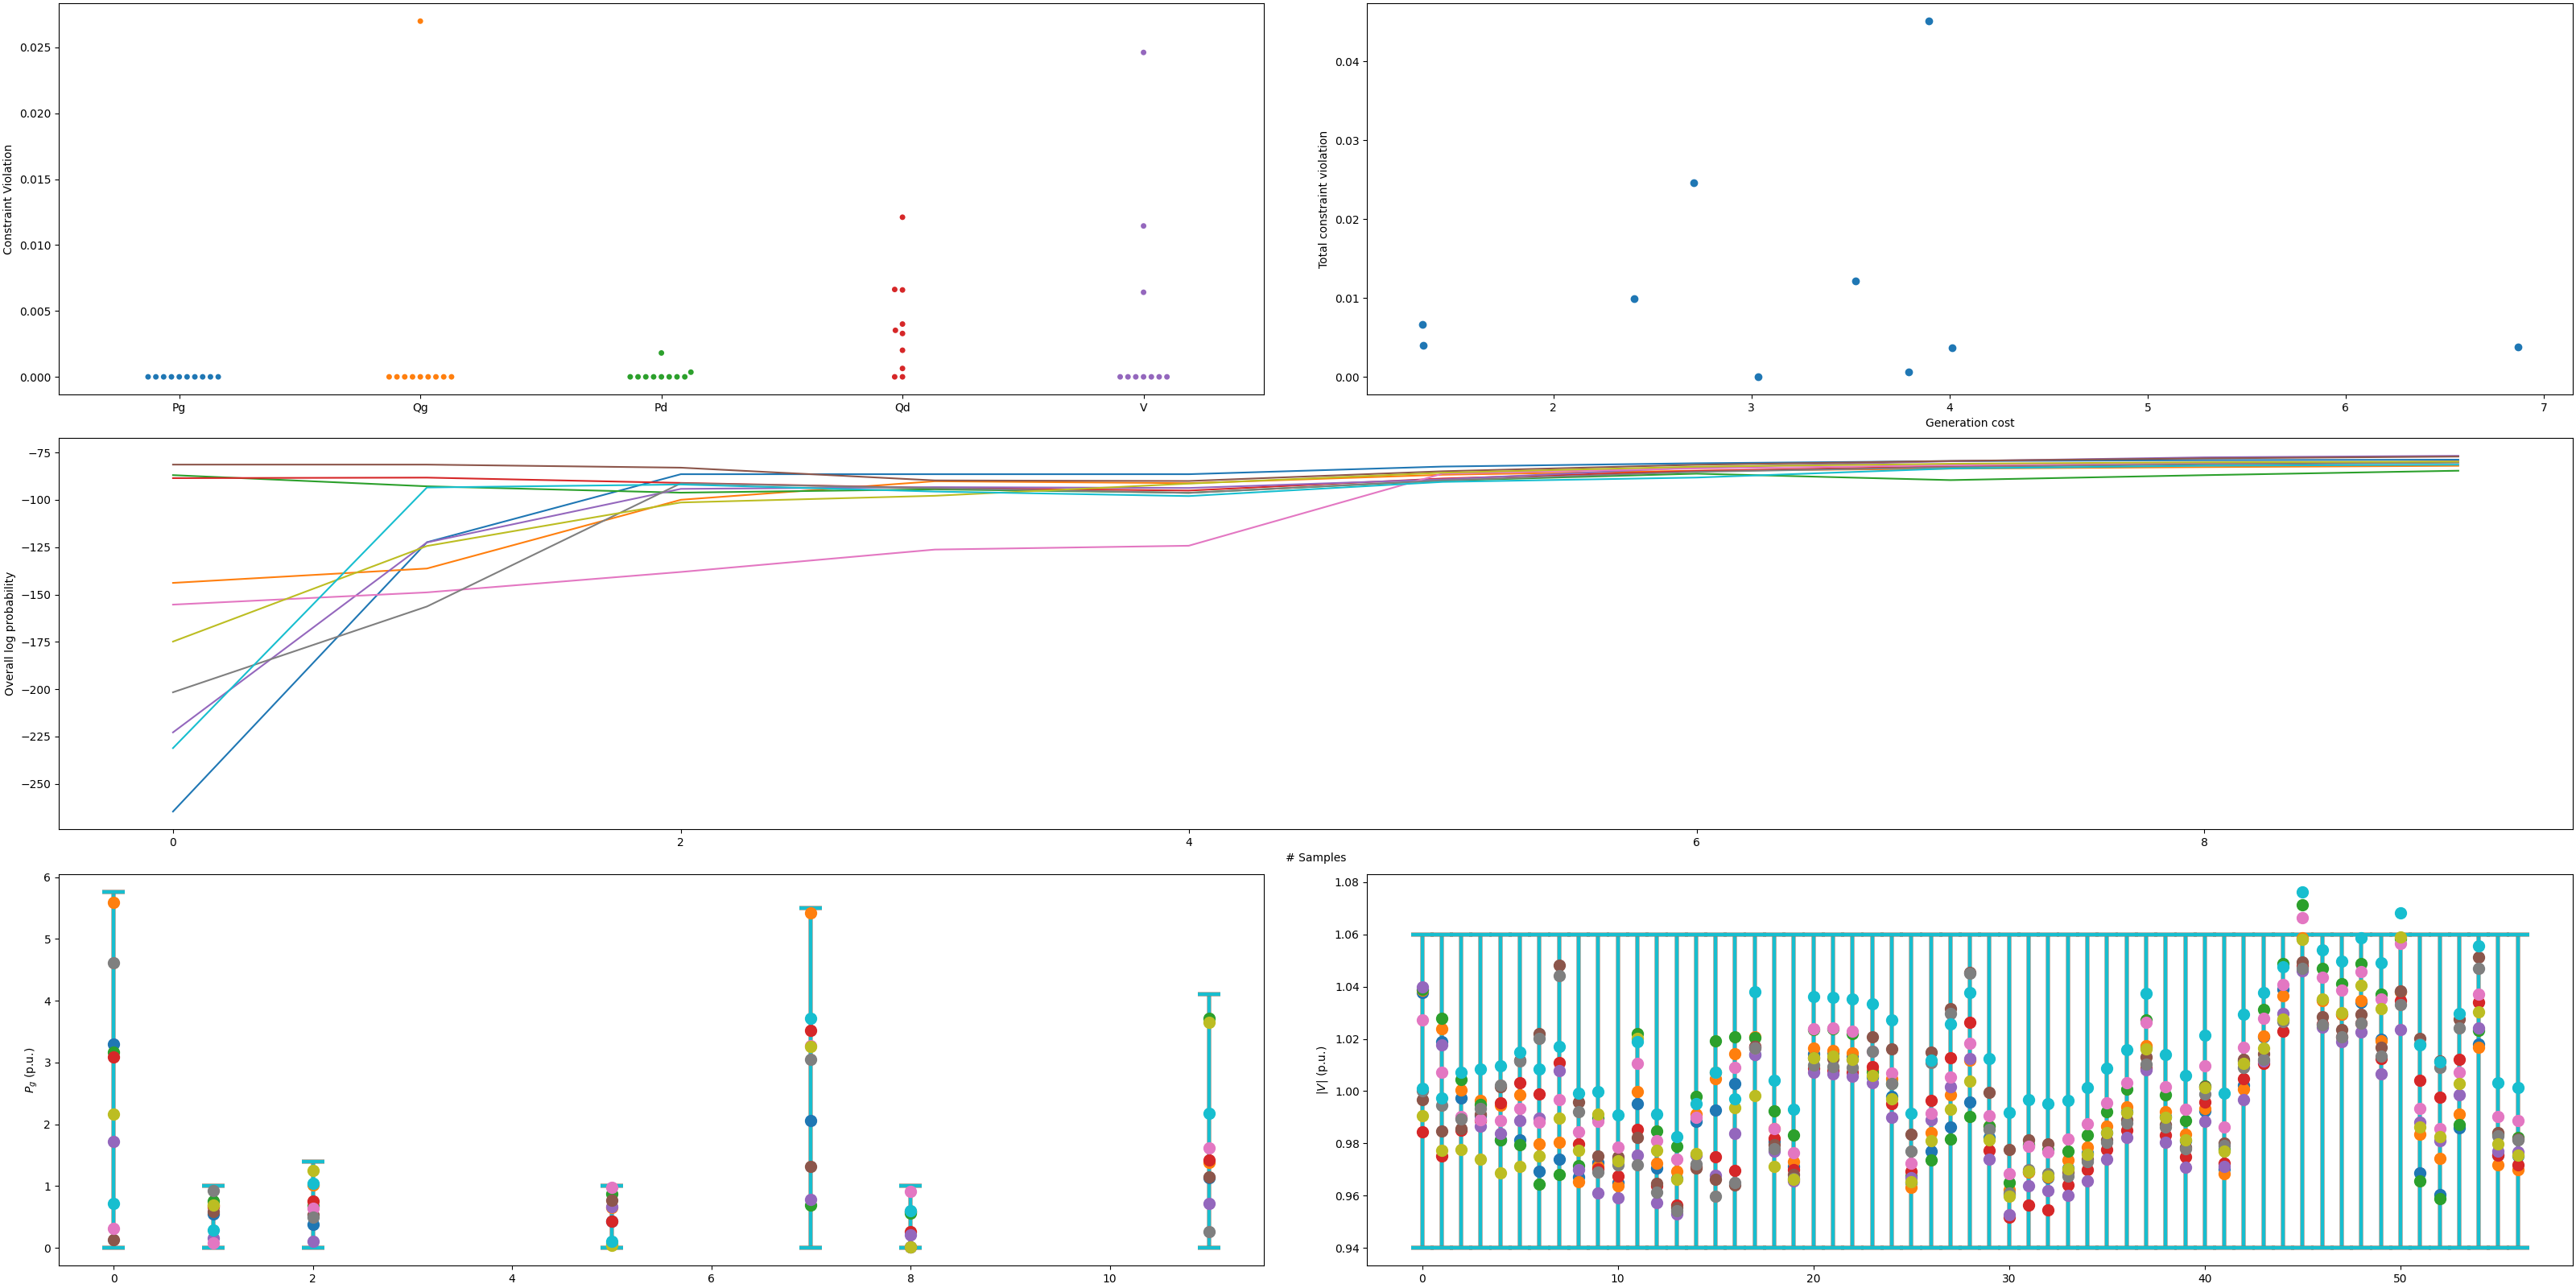 0.025
0.020
0.015
0.010
0.005
0.000
Constraint Violation
Pg Qg Pd Qd V
0.04
0.03
0.02
0.01
0.00
Total constraint violation
2 3 4 5 6 7
Generation cost
−75
−100
−125
−150
−175
−200
−225
−250
Overall log probability
0 2 4 6 8
# Samples
6
5
4
3
2
1
0
Pg (p.u.)
0 2 4 6 8 10
1.08
1.06
1.04
1.02
1.00
0.98
0.96
0.94
|V| (p.u.)
0 10 20 30 40 50